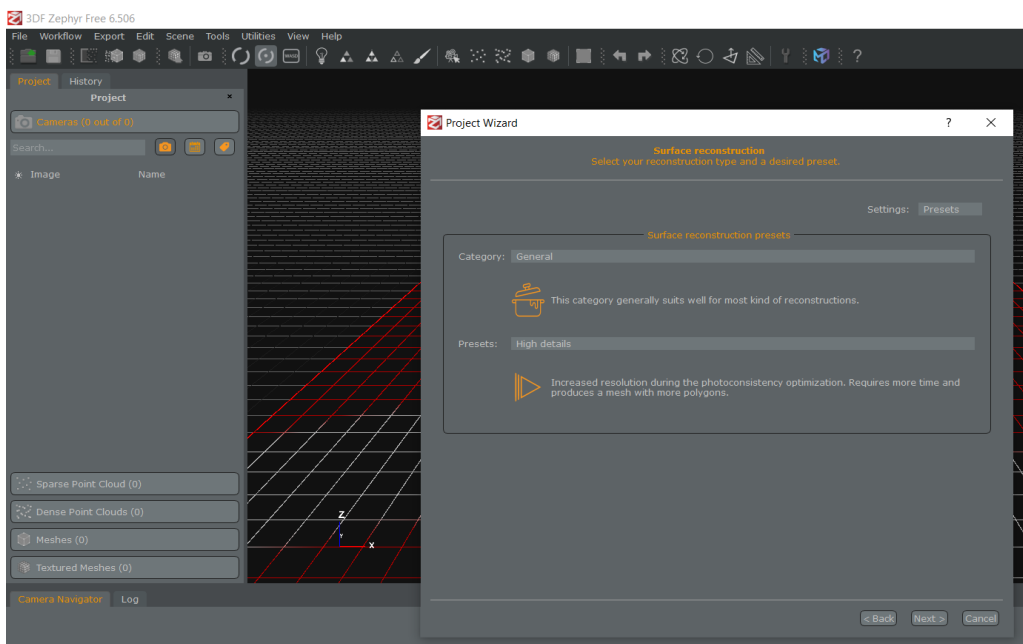 3DF Zephyr Free 6.506
File Workflow Export Edit Scene Tools Utilities View Help
Project History
Project
Cameras (0 out of 0)
Search...
Image Name
Sparse Point Cloud (0)
Dense Point Clouds (0)
Meshes (0)
Textured Meshes (0)
Camera Navigator Log
Z
Y
X
Project Wizard
Surface reconstruction
Select your reconstruction type and a desired preset.
Settings: Presets
Surface reconstruction presets
Category: General
This category generally suits well for most kind of reconstructions.
Presets: High details
Increased resolution during the photoconsistency optimization. Requires more time and
produces a mesh with more polygons.
< Back Next > Cancel